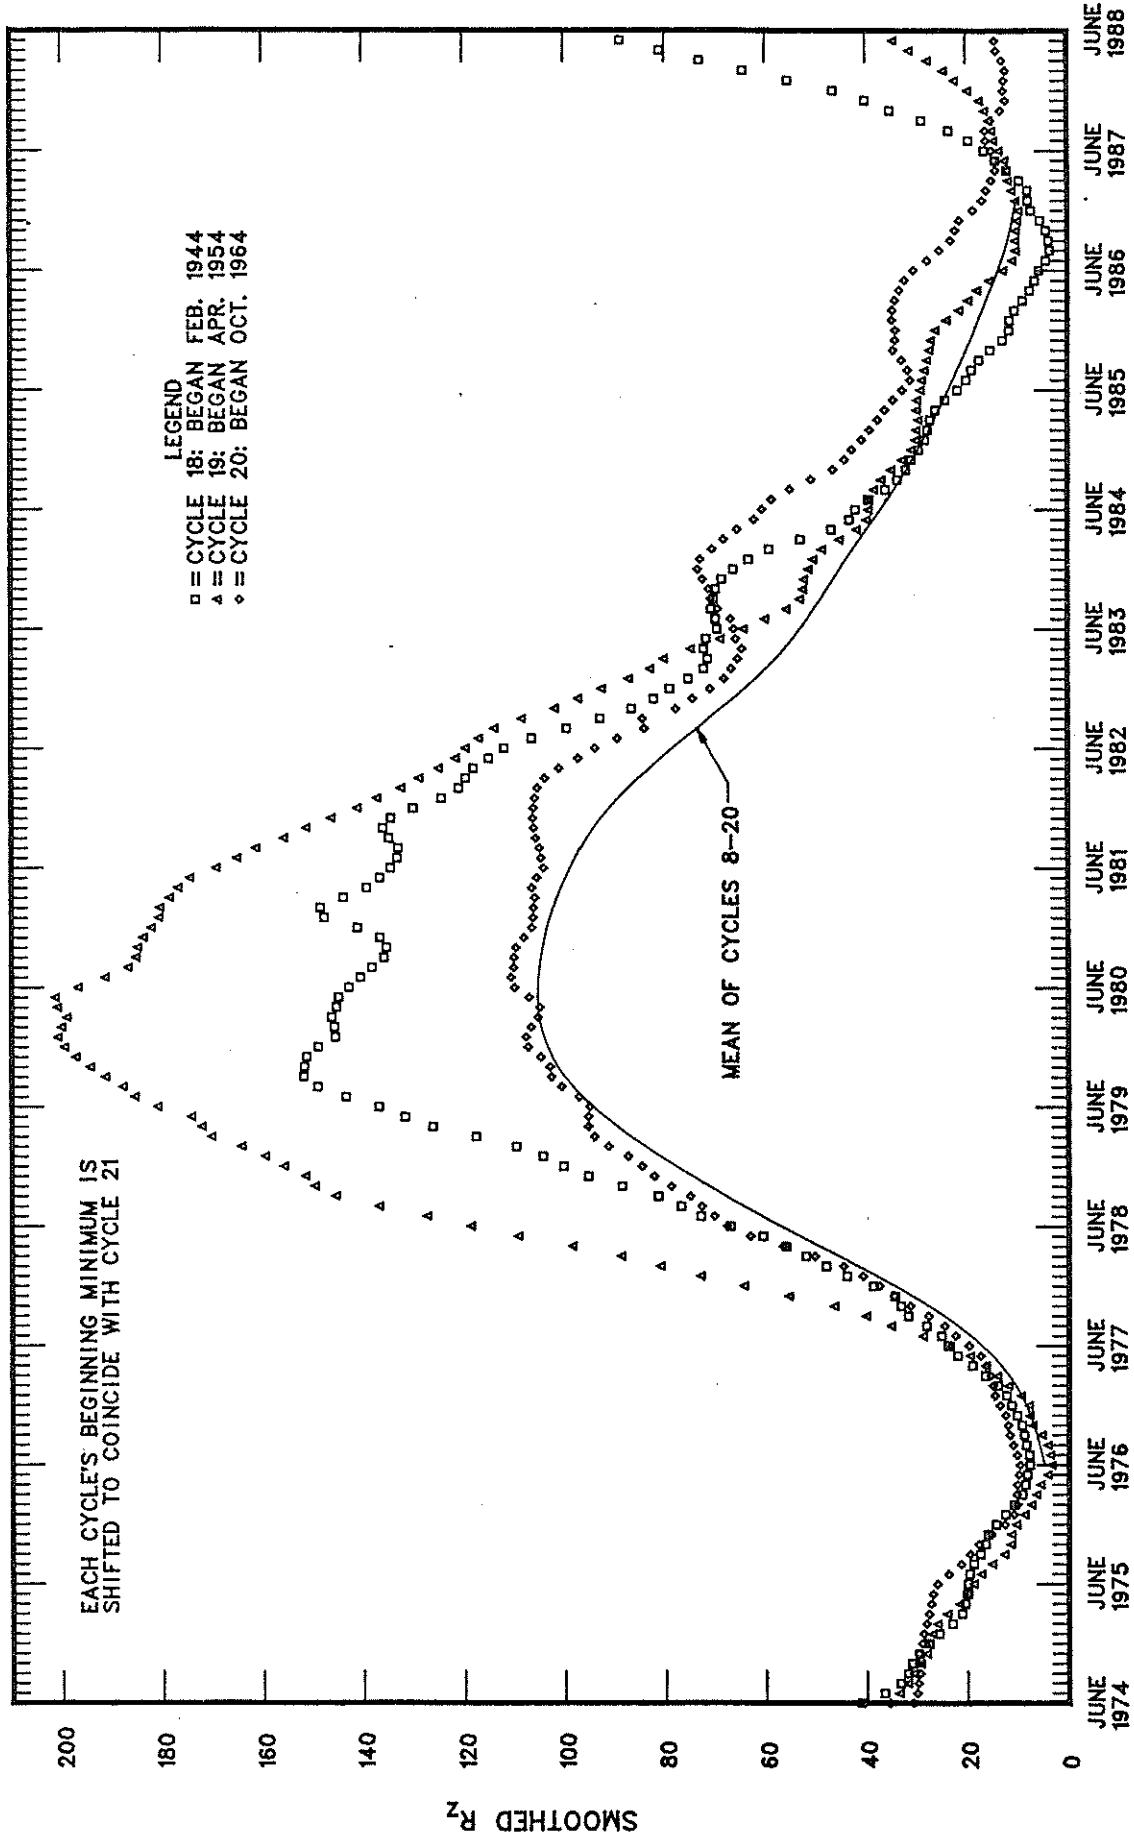 EACH CYCLE'S BEGINNING MINIMUM IS
SHIFTED TO COINCIDE WITH CYCLE 21
LEGEND
□ = CYCLE 18: BEGAN FEB. 1944
△ = CYCLE 19: BEGAN APR. 1954
◇ = CYCLE 20: BEGAN OCT. 1964
MEAN OF CYCLES 8–20
SMOOTHED Rz
200
180
160
140
120
100
80
60
40
20
0
JUNE 1974
JUNE 1975
JUNE 1976
JUNE 1977
JUNE 1978
JUNE 1979
JUNE 1980
JUNE 1981
JUNE 1982
JUNE 1983
JUNE 1984
JUNE 1985
JUNE 1986
JUNE 1987
JUNE 1988